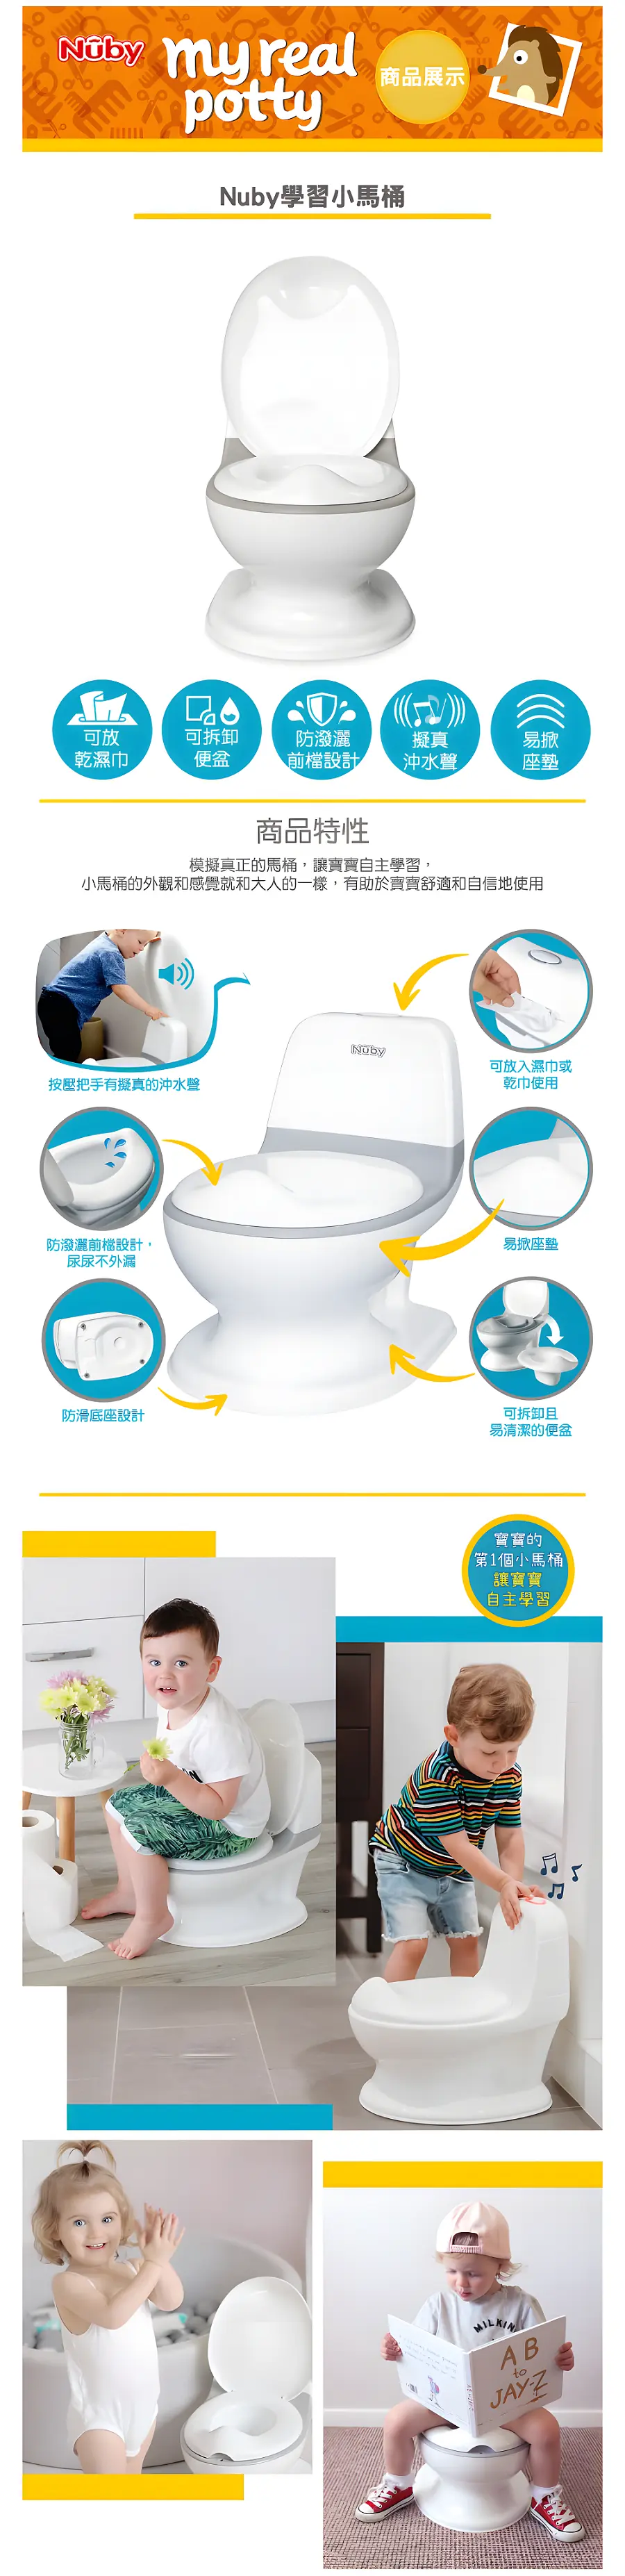 Nûby
my real
potty
商品展示
Nuby學習小馬桶
可放
乾濕巾
可拆卸
便盆
防潑灑
前檔設計
擬真
沖水聲
易掀
座墊
商品特性
模擬真正的馬桶，讓寶寶自主學習，
小馬桶的外觀和感覺就和大人的一樣，有助於寶寶舒適和自信地使用
按壓把手有擬真的沖水聲
Nuby
可放入濕巾或
乾巾使用
防潑灑前檔設計，
尿尿不外漏
易掀座墊
防滑底座設計
可拆卸且
易清潔的便盆
寶寶的
第1個小馬桶
讓寶寶
自主學習
MILKIN
AB
to
JAY-Z